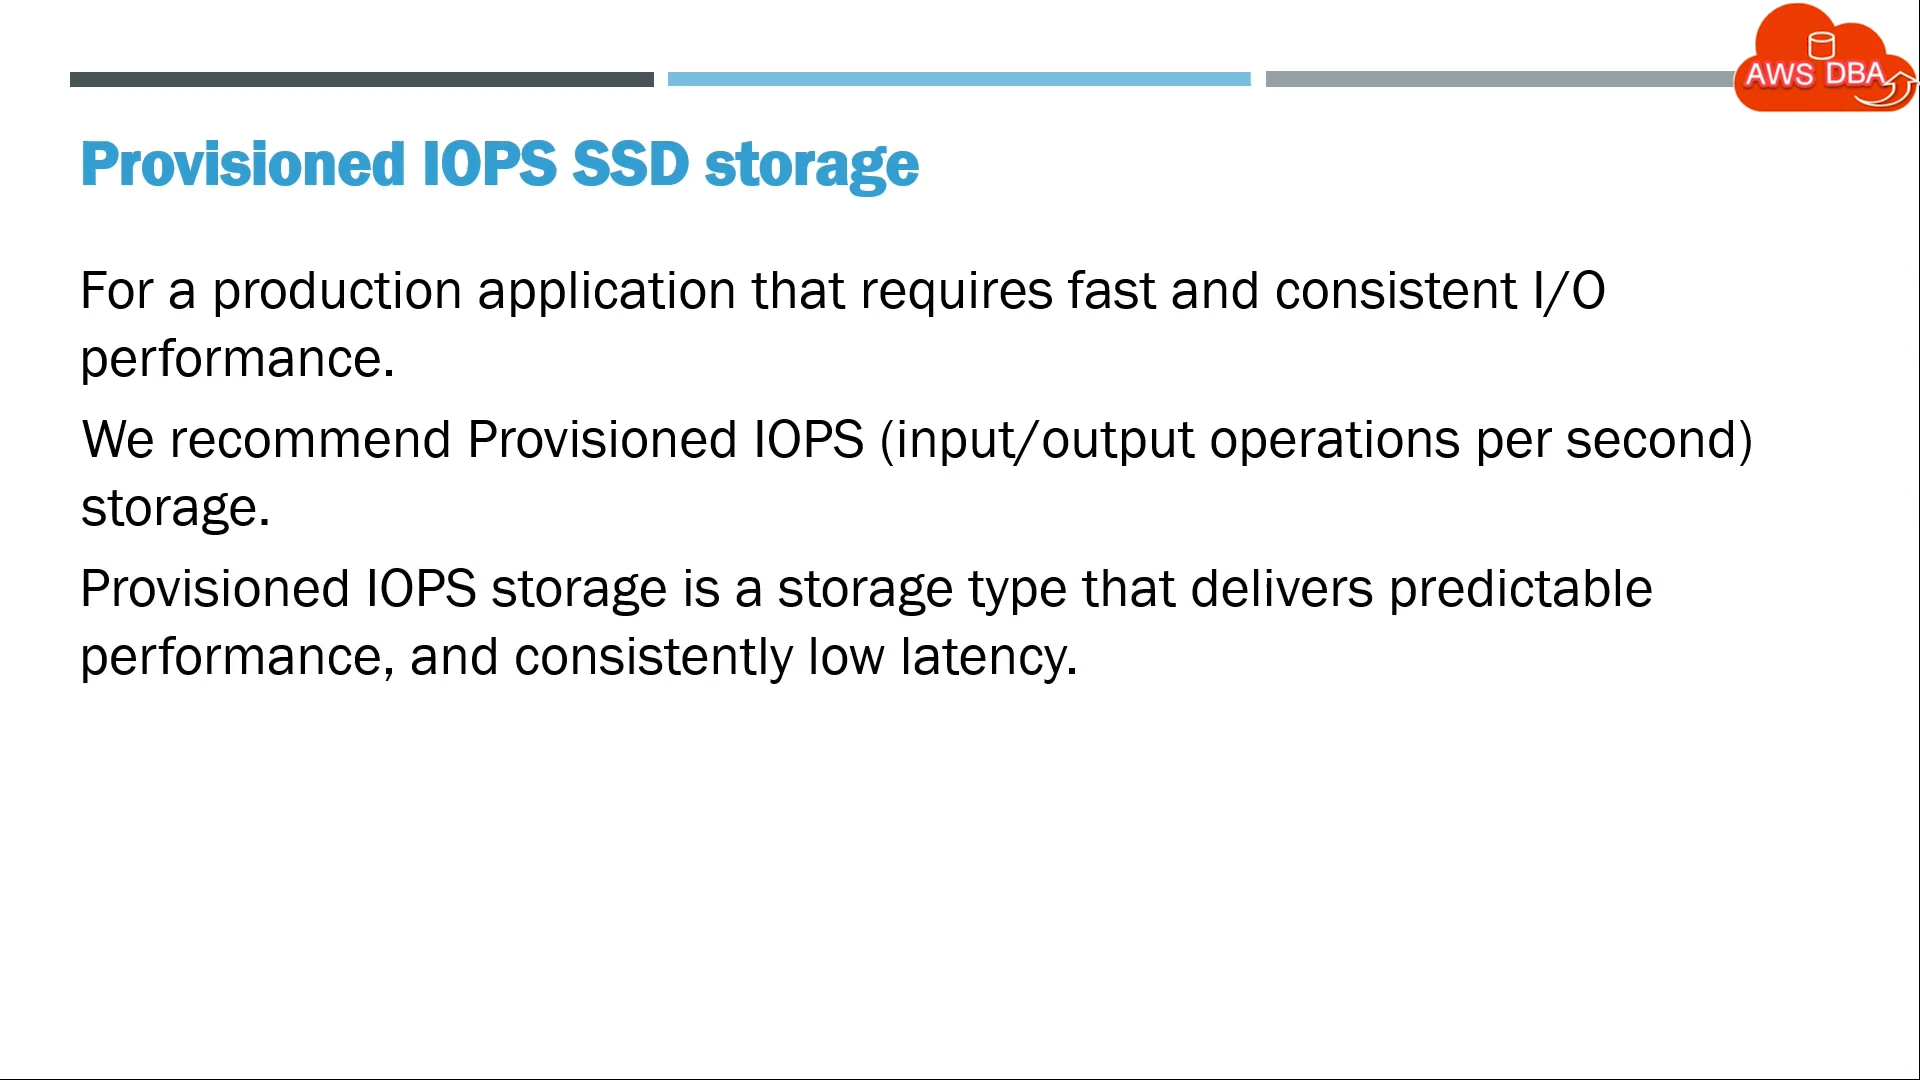 AWS DBA
Provisioned IOPS SSD storage
For a production application that requires fast and consistent I/O
performance.
We recommend Provisioned IOPS (input/output operations per second)
storage.
Provisioned IOPS storage is a storage type that delivers predictable
performance, and consistently low latency.